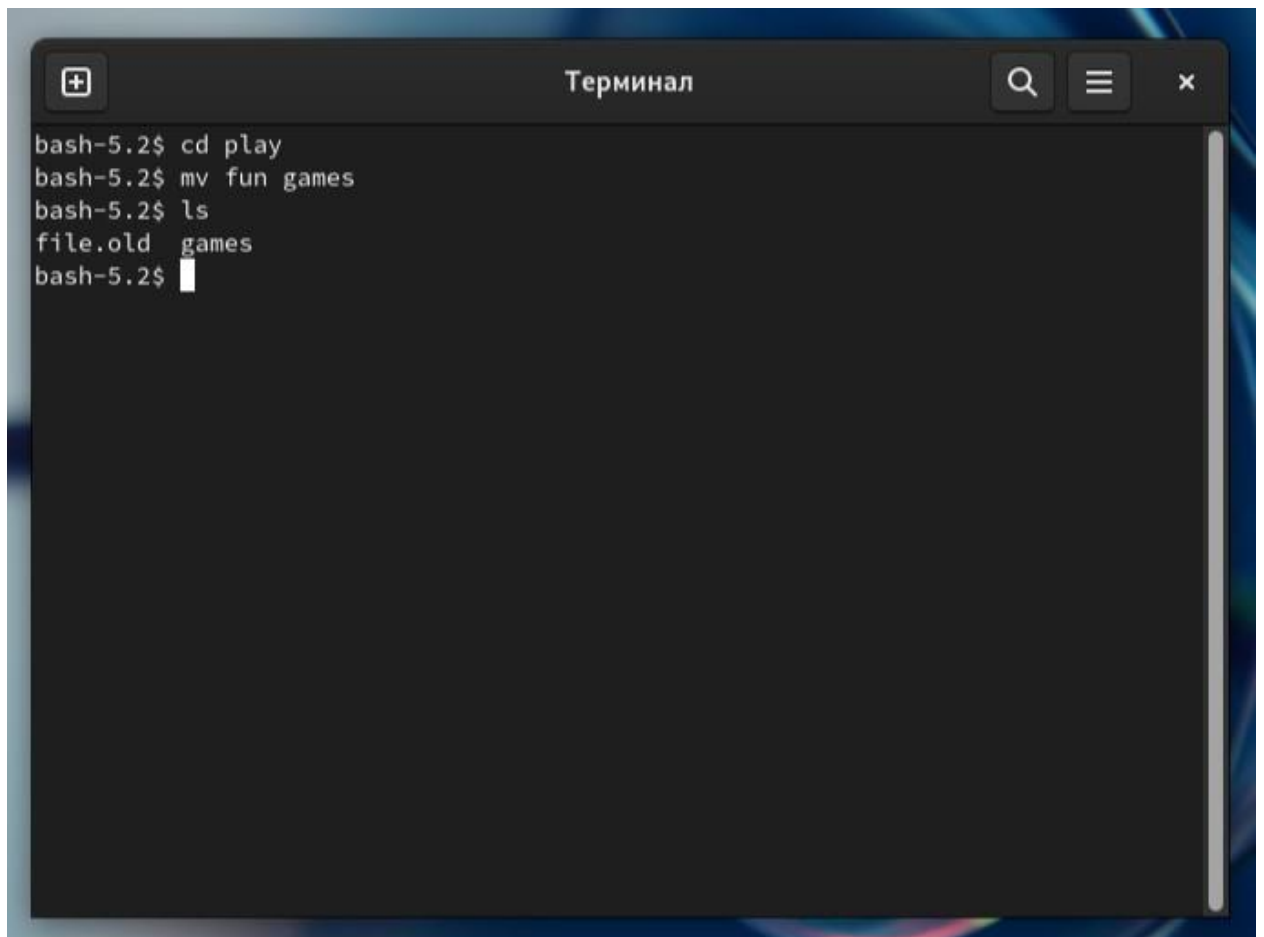 Терминал
bash-5.2$ cd play
bash-5.2$ mv fun games
bash-5.2$ ls
file.old  games
bash-5.2$